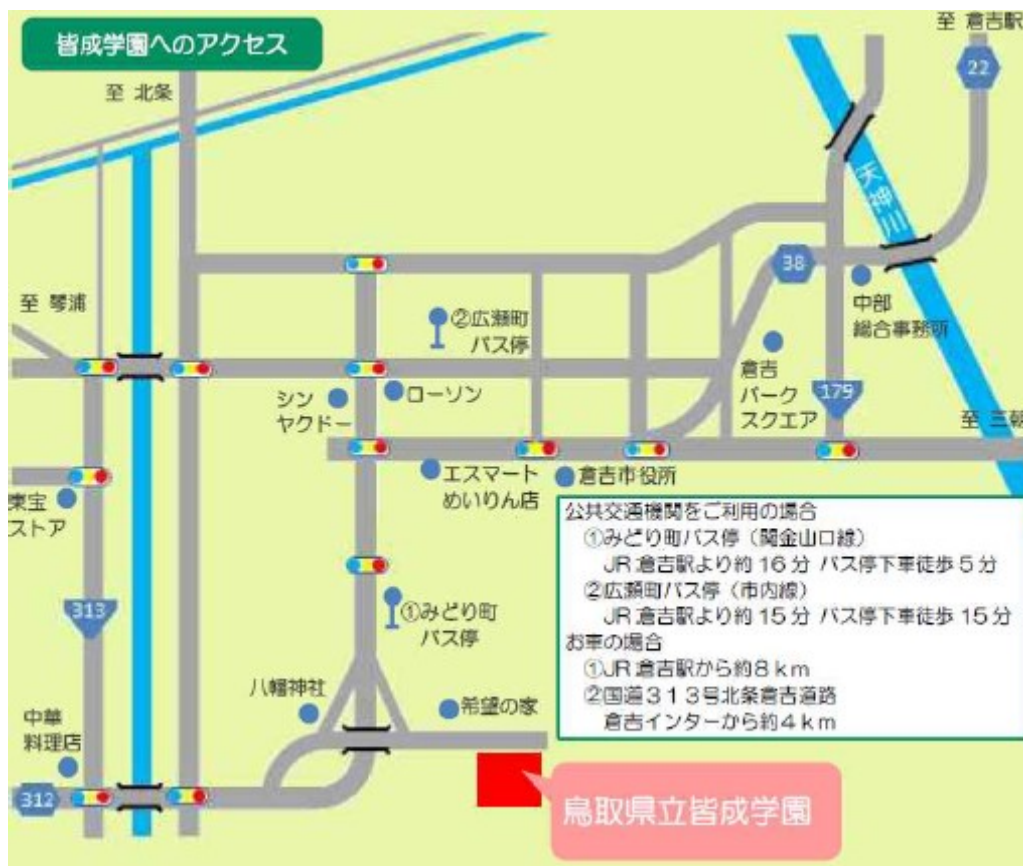 皆成学園へのアクセス
至 倉吉駅
22
至 北条
天神川
38
至 琴浦
②広瀬町
バス停
中部
総合事務所
倉吉
パーク
スクエア
シン
ヤクドー
ローソン
179
至 三朝
東宝
ストア
エスマート
めいりん店
倉吉市役所
公共交通機関をご利用の場合
①みどり町バス停（関金山口線）
JR倉吉駅より約16分 バス停下車徒歩5分
②広瀬町バス停（市内線）
JR倉吉駅より約15分 バス停下車徒歩15分
お車の場合
①JR倉吉駅から約8km
②国道313号北条倉吉道路
倉吉インターから約4km
313
①みどり町
バス停
八幡神社
希望の家
中華
料理店
312
鳥取県立皆成学園